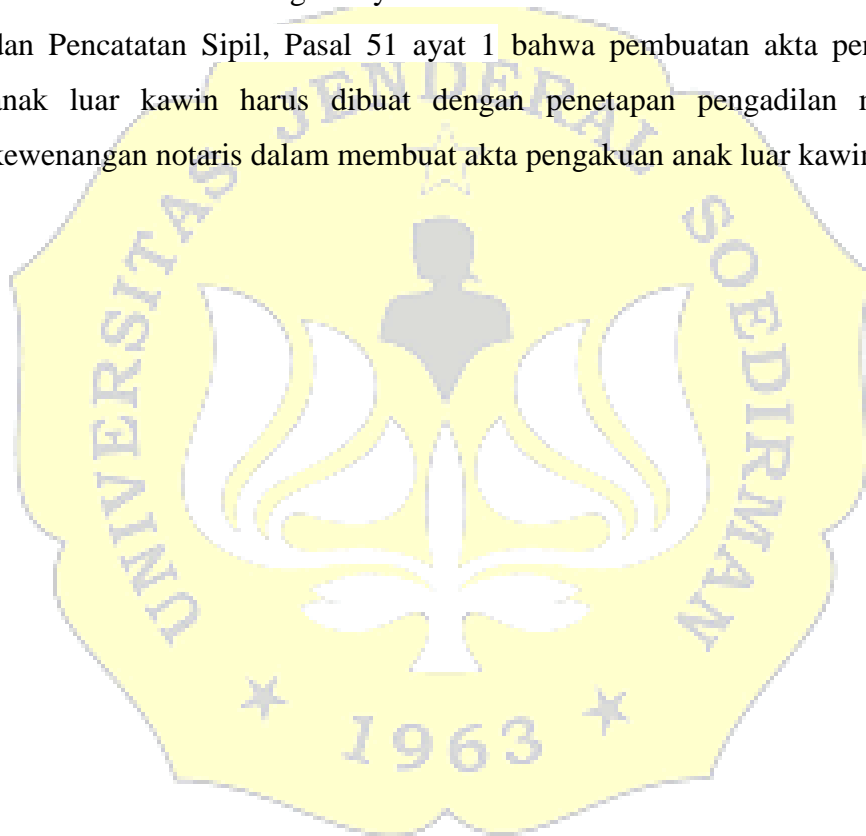 dan Pencatatan Sipil, Pasal 51 ayat 1 bahwa pembuatan akta
anak luar kawin harus dibuat dengan penetapan pengadilan
kewenangan notaris dalam membuat akta pengakuan anak luar kawin
UNIVERSITAS JENDERAL SOEDIRMAN
1963